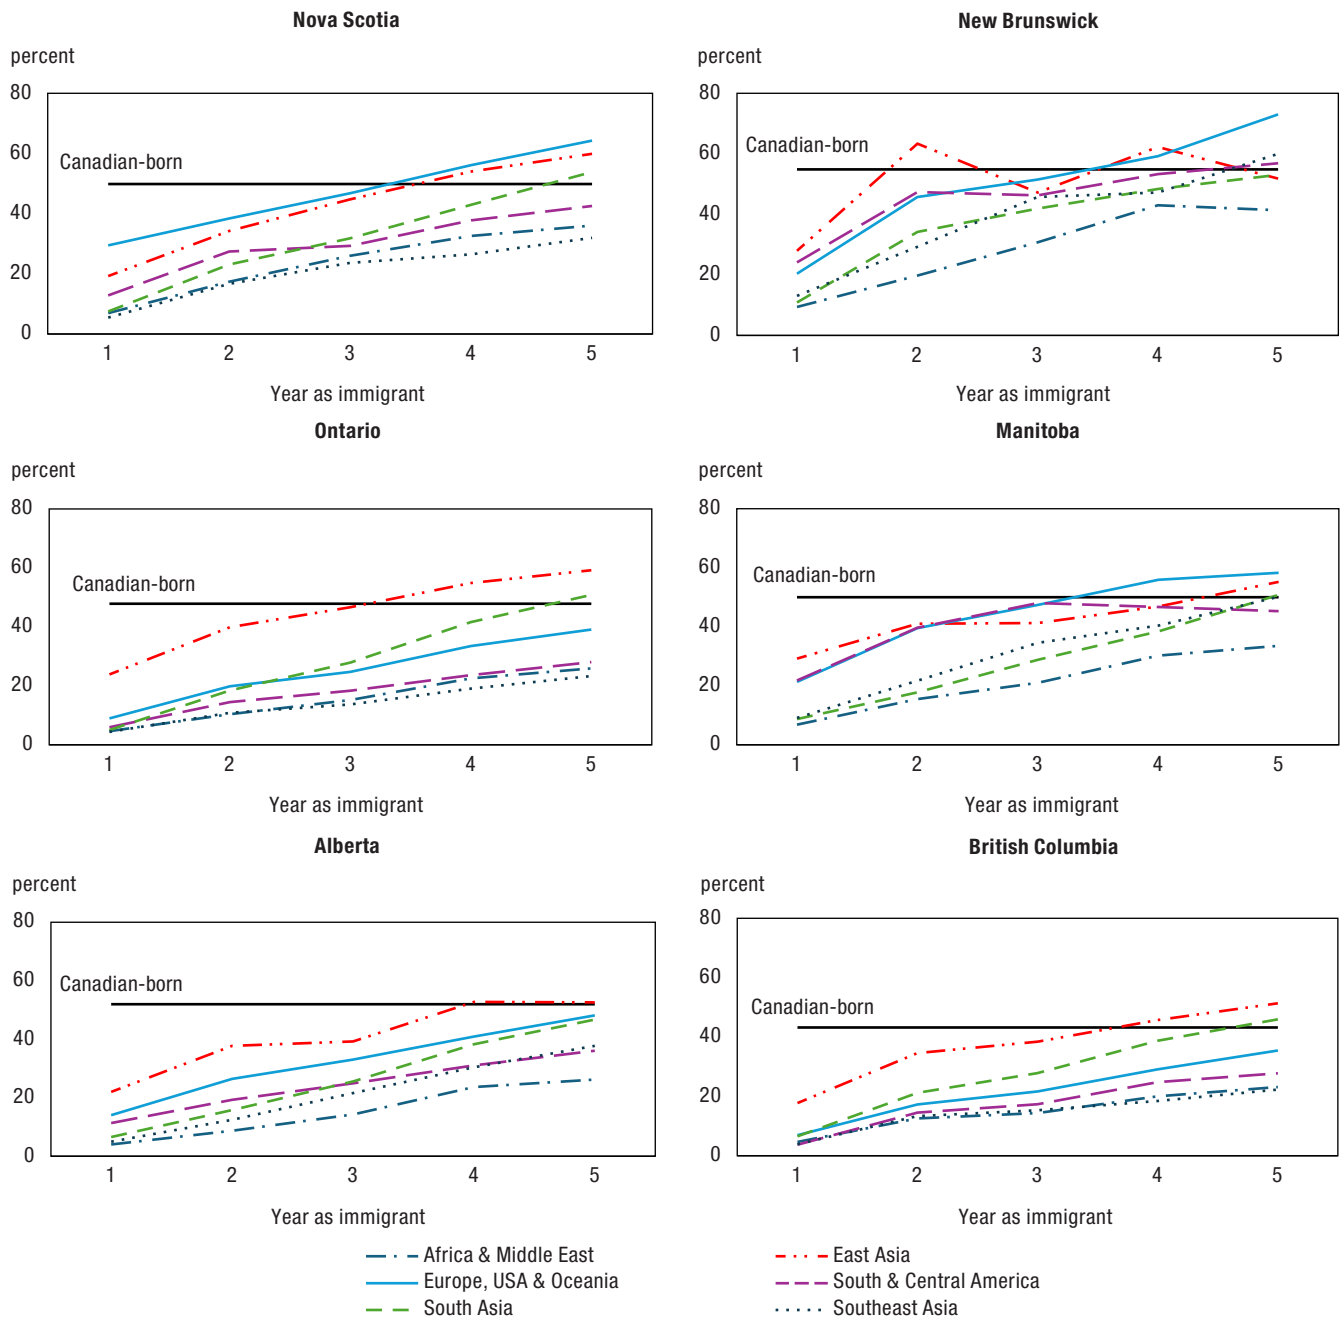 Nova Scotia
percent
80
60
40
20
0
Canadian-born
1 2 3 4 5
Year as immigrant
New Brunswick
percent
80
60
40
20
0
Canadian-born
1 2 3 4 5
Year as immigrant
Ontario
percent
80
60
40
20
0
Canadian-born
1 2 3 4 5
Year as immigrant
Manitoba
percent
80
60
40
20
0
Canadian-born
1 2 3 4 5
Year as immigrant
Alberta
percent
80
60
40
20
0
Canadian-born
1 2 3 4 5
Year as immigrant
British Columbia
percent
80
60
40
20
0
Canadian-born
1 2 3 4 5
Year as immigrant
Africa & Middle East
Europe, USA & Oceania
South Asia
East Asia
South & Central America
Southeast Asia